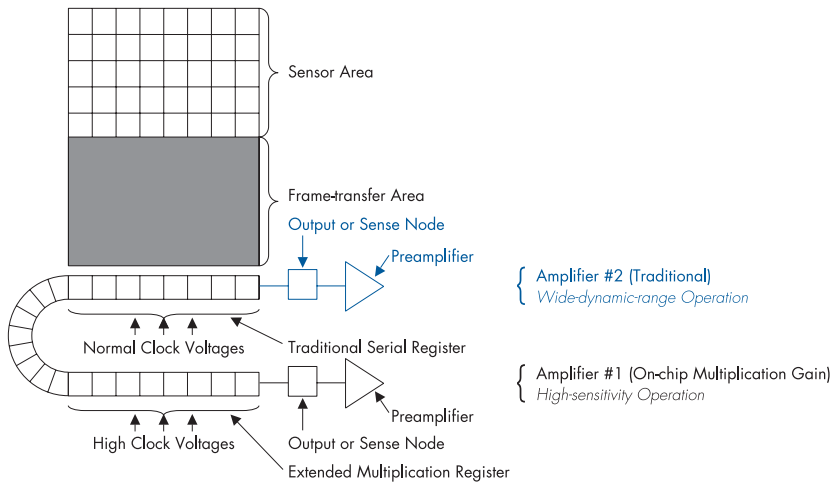 Sensor Area
Frame-transfer Area
Output or Sense Node
Preamplifier
Amplifier #2 (Traditional)
Wide-dynamic-range Operation
Normal Clock Voltages
Traditional Serial Register
Amplifier #1 (On-chip Multiplication Gain)
High-sensitivity Operation
Preamplifier
High Clock Voltages
Output or Sense Node
Extended Multiplication Register